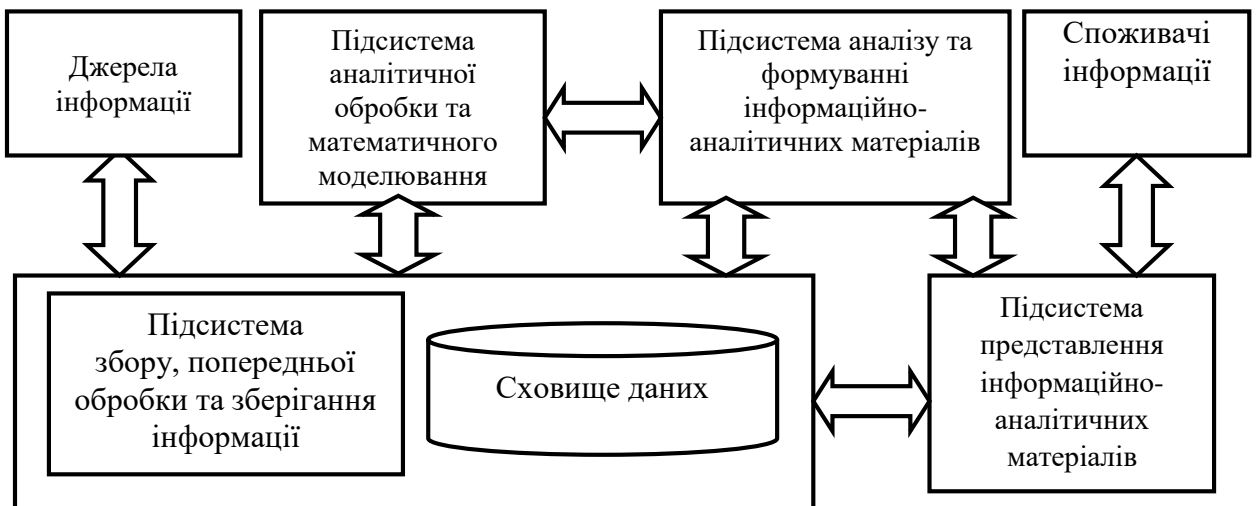 Джерела
інформації
Підсистема
аналітичної
обробки та
математичного
моделювання
Підсистема аналізу та
формуванні
інформаційно-
аналітичних матеріалів
Споживачі
інформації
Підсистема
збору, попередньої
обробки та зберігання
інформації
Сховище даних
Підсистема
представлення
інформаційно-
аналітичних
матеріалів